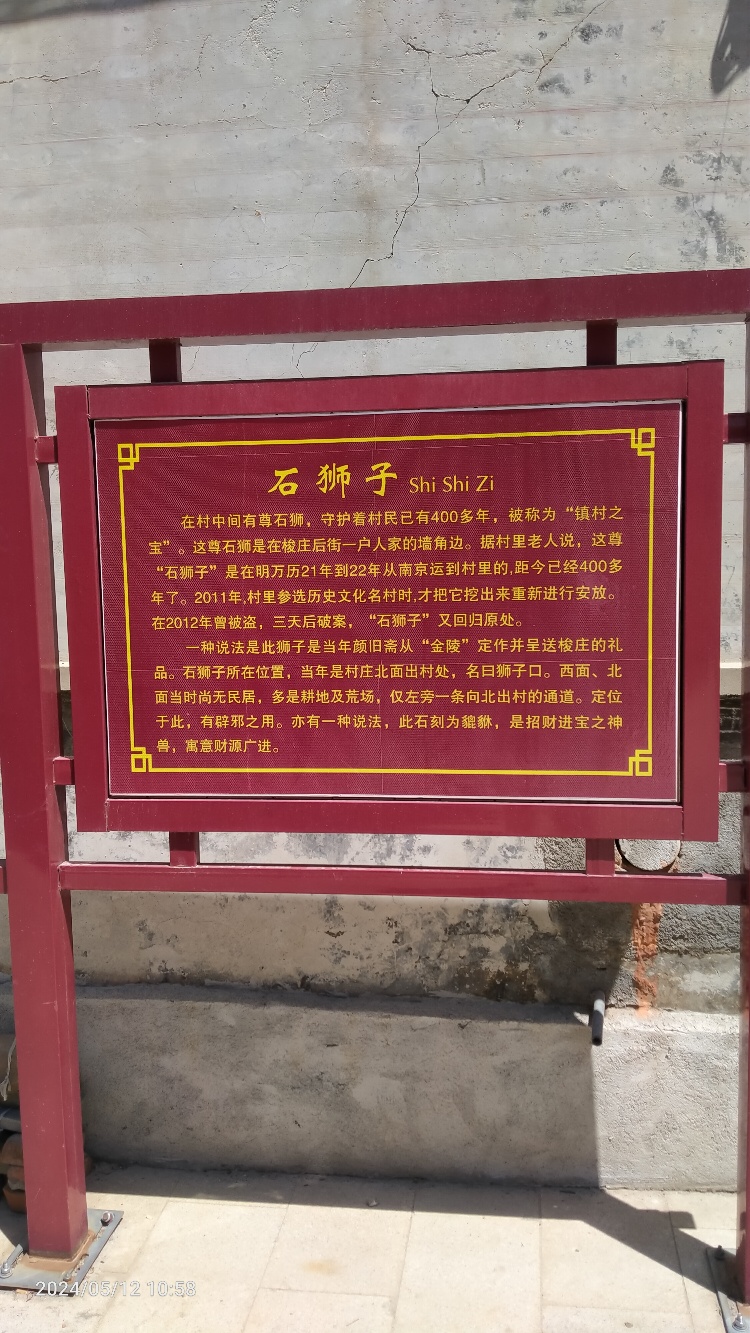 石狮子 Shi Shi Zi
在村中间有尊石狮，守护着村民已有400多年，被称为“镇村之
宝”。这尊石狮是在梭庄后街一户人家的墙角边。据村里老人说，这尊
“石狮子”是在明万历21年到22年从南京运到村里的,距今已经400多
年了。2011年,村里参选历史文化名村时,才把它挖出来重新进行安放。
在2012年曾被盗，三天后破案，“石狮子”又回归原处。
一种说法是此狮子是当年颜旧斋从“金陵”定作并呈送梭庄的礼
品。石狮子所在位置，当年是村庄北面出村处，名曰狮子口。西面、北
面当时尚无民居，多是耕地及荒场，仅左旁一条向北出村的通道。定位
于此，有辟邪之用。亦有一种说法，此石刻为貔貅，是招财进宝之神
兽，寓意财源广进。
2024/05/12 10:58